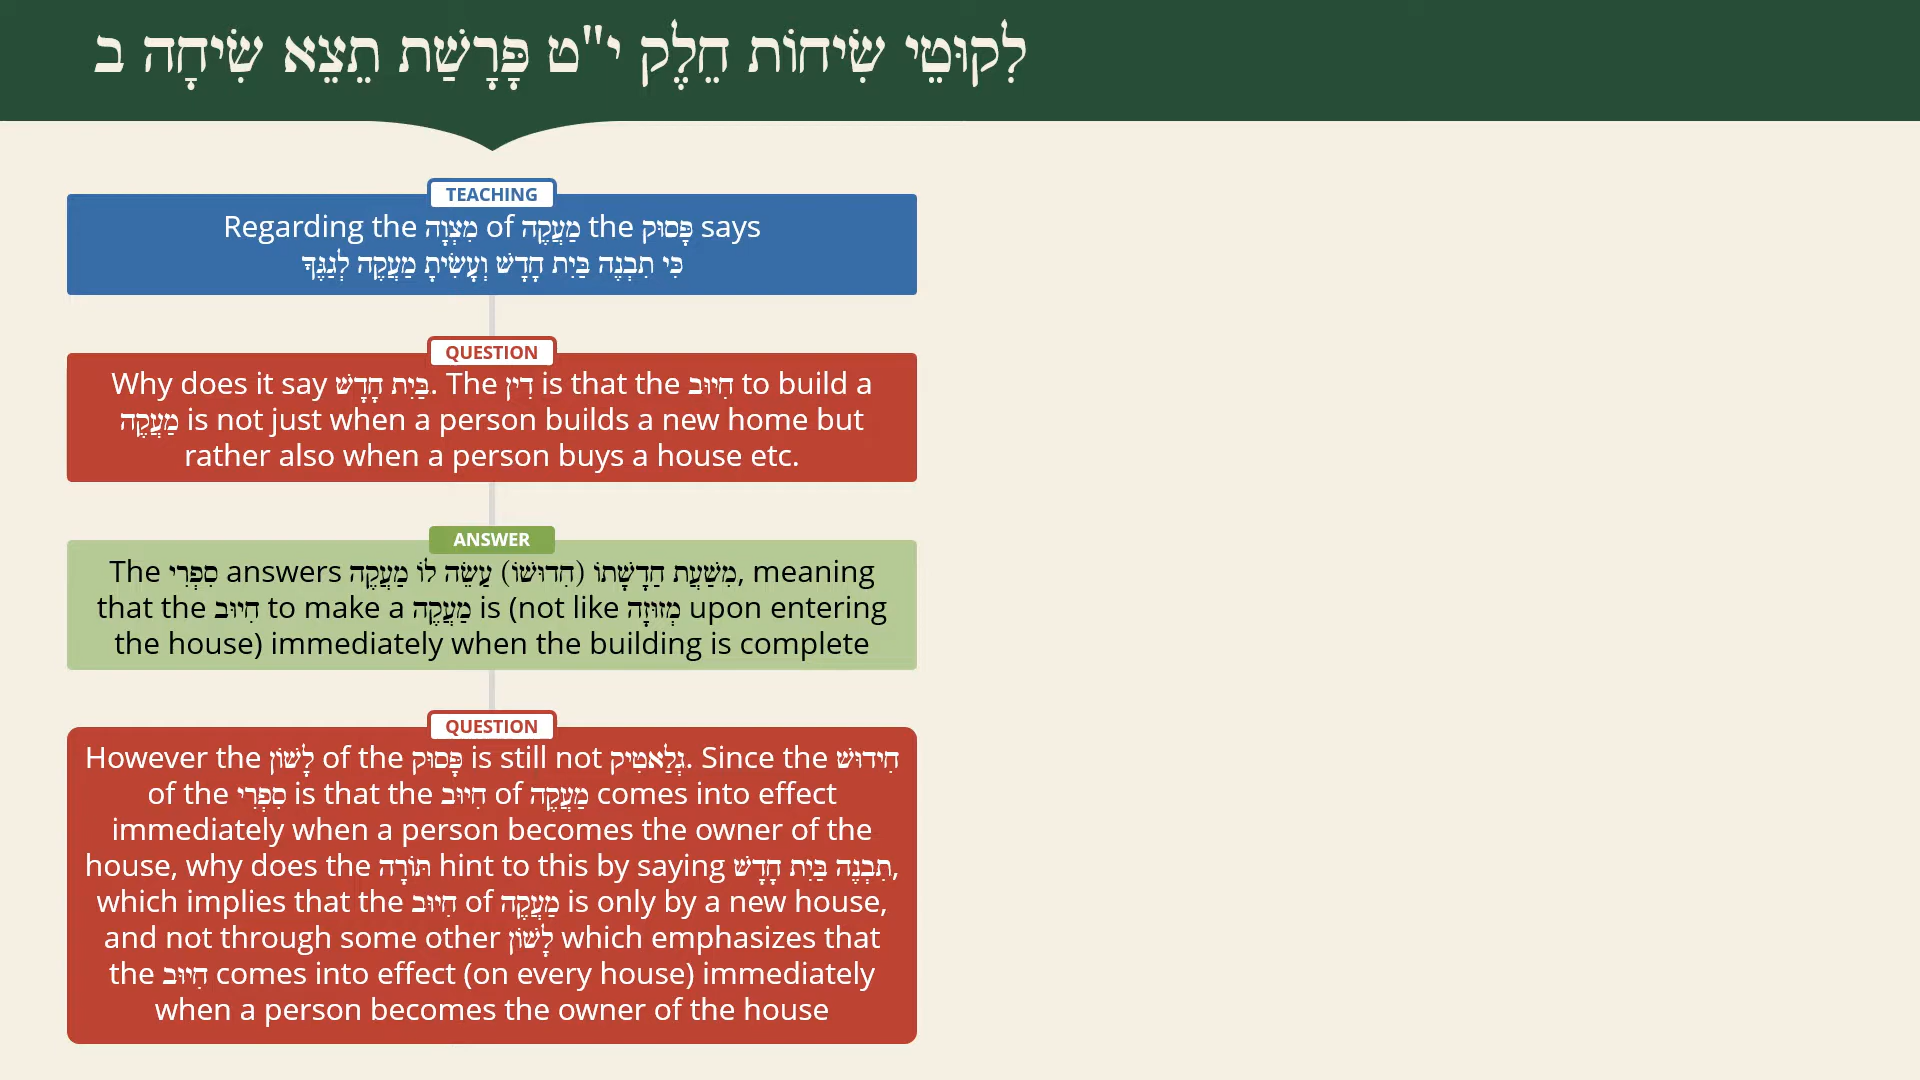 לִקוּטֵי שִׂיחוֹת חֵלֶק י"ט פָּרָשַׁת תֵצֵא שִׂיחָה ב
TEACHING
Regarding the מִצְוָה of מַעֲקֶה the פָּסוּק says
כִּי תִבְנֶה בַּיִת חָדָשׁ וְעָשִׂיתָ מַעֲקֶה לְגַגֶּךָ
QUESTION
Why does it say בַּיִת חָדָשׁ. The דִין is that the חִיוּב to build a
מַעֲקֶה is not just when a person builds a new home but
rather also when a person buys a house etc.
ANSWER
The סִפְרִי answers מִשְׁעַת חַדָשָׁתוֹ (חִדוּשׁוֹ) עַשֵׂה לוֹ מַעֲקֶה, meaning
that the חִיוּב to make a מַעֲקֶה is (not like מְזוּזָה upon entering
the house) immediately when the building is complete
QUESTION
However the לָשׁוֹן of the פָּסוּק is still not גְלַאטִיק. Since the חִידוּשׁ
of the סִפְרִי is that the חִיוּב of מַעֲקֶה comes into effect
immediately when a person becomes the owner of the
house, why does the תּוֹרָה hint to this by saying תִבְנֶה בַּיִת חָדָשׁ,
which implies that the חִיוּב of מַעֲקֶה is only by a new house,
and not through some other לָשׁוֹן which emphasizes that
the חִיוּב comes into effect (on every house) immediately
when a person becomes the owner of the house